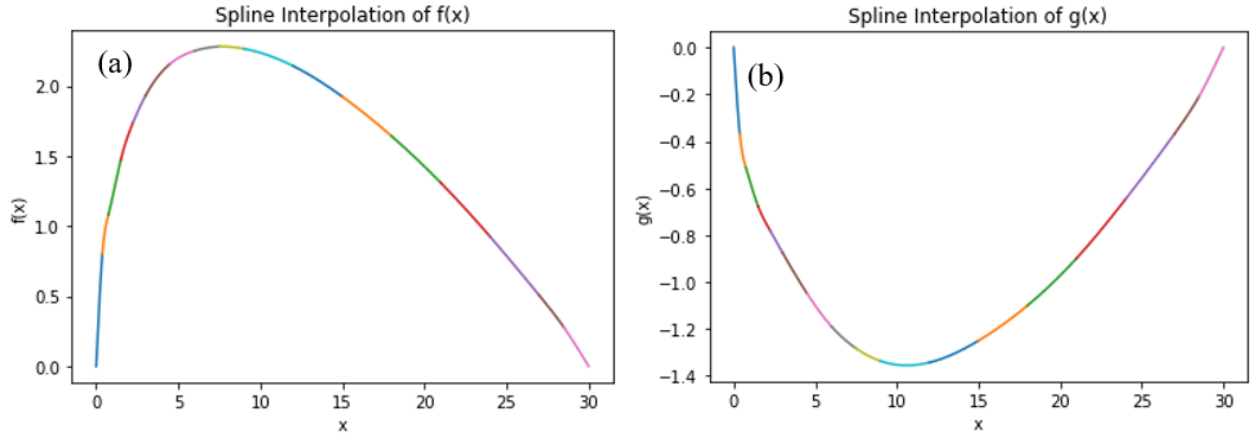 Spline Interpolation of f(x)
(a)
f(x)
2.0
1.5
1.0
0.5
0.0
0 5 10 15 20 25 30
x
Spline Interpolation of g(x)
(b)
g(x)
0.0
−0.2
−0.4
−0.6
−0.8
−1.0
−1.2
−1.4
0 5 10 15 20 25 30
x